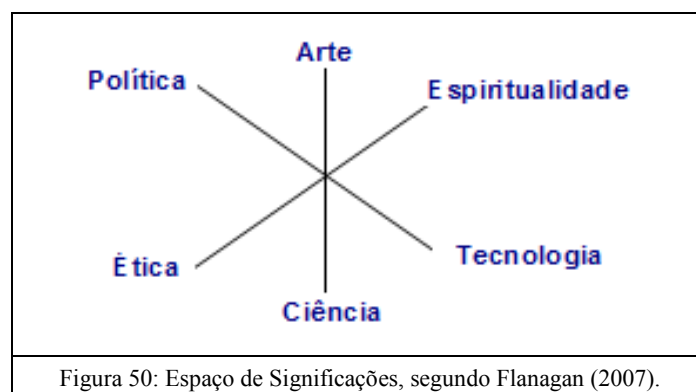 Arte
Política
Espiritualidade
Ética
Tecnologia
Ciência
Figura 50: Espaço de Significações, segundo Flanagan (2007).